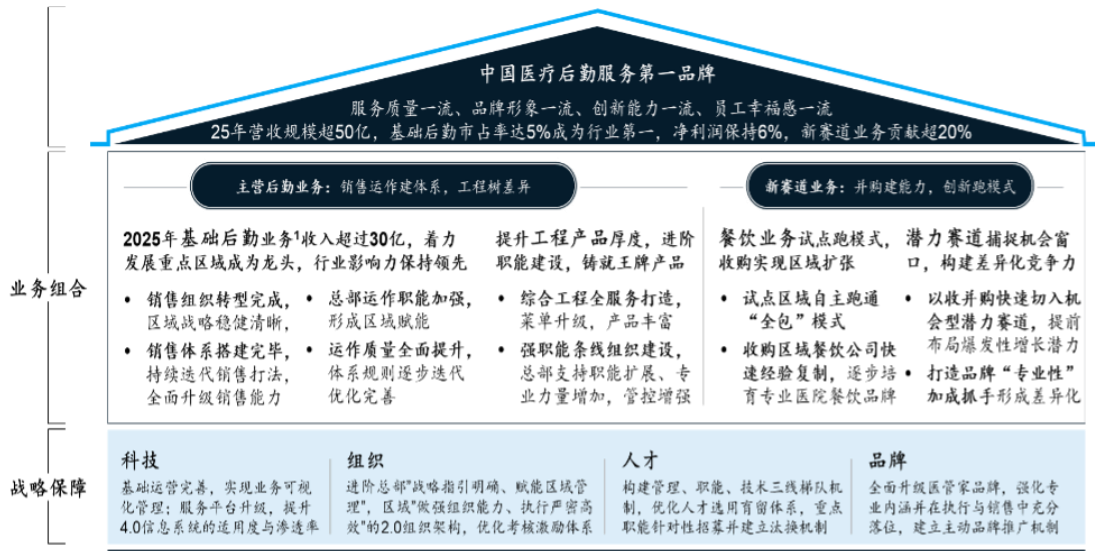 中国医疗后勤服务第一品牌
服务质量一流、品牌形象一流、创新能力一流、员工幸福感一流
25年营收规模超50亿，基础后勤市占率达5%成为行业第一，净利润保持6%，新赛道业务贡献超20%
业务组合
主营后勤业务：销售运作建体系，工程树差异
2025年基础后勤业务¹收入超过30亿，着力
发展重点区域成为龙头，行业影响力保持领先
• 销售组织转型完成，
区域战略稳健清晰，
• 销售体系搭建完毕，
持续迭代销售打法，
全面升级销售能力
• 总部运作职能加强，
形成区域赋能
• 运作质量全面提升，
体系规则逐步迭代
优化完善
提升工程产品厚度，进阶
职能建设，铸就王牌产品
• 综合工程全服务打造，
菜单升级，产品丰富
• 强职能条线组织建设，
总部支持职能扩展、专
业力量增加，管控增强
新赛道业务：并购建能力，创新跑模式
餐饮业务试点跑模式，
收购实现区域扩张
• 试点区域自主跑通
“全包”模式
• 收购区域餐饮公司快
速经验复制，逐步培
育专业医院餐饮品牌
潜力赛道捕捉机会窗
口，构建差异化竞争力
• 以收并购快速切入机
会型潜力赛道，提前
布局爆发性增长潜力
• 打造品牌“专业性”
加成抓手形成差异化
战略保障
科技
基础运营完善，实现业务可视
化管理；服务平台升级，提升
4.0信息系统的适用度与渗透率
组织
进阶总部"战略指引明确、赋能区域管
理"，区域"做强组织能力、执行严密高
效"的2.0组织架构，优化考核激励体系
人才
构建管理、职能、技术三线梯队机
制，优化人才选用育留体系，重点
职能针对性招募并建立汰换机制
品牌
全面升级医管家品牌，强化专
业内涵并在执行与销售中充分
落位，建立主动品牌推广机制